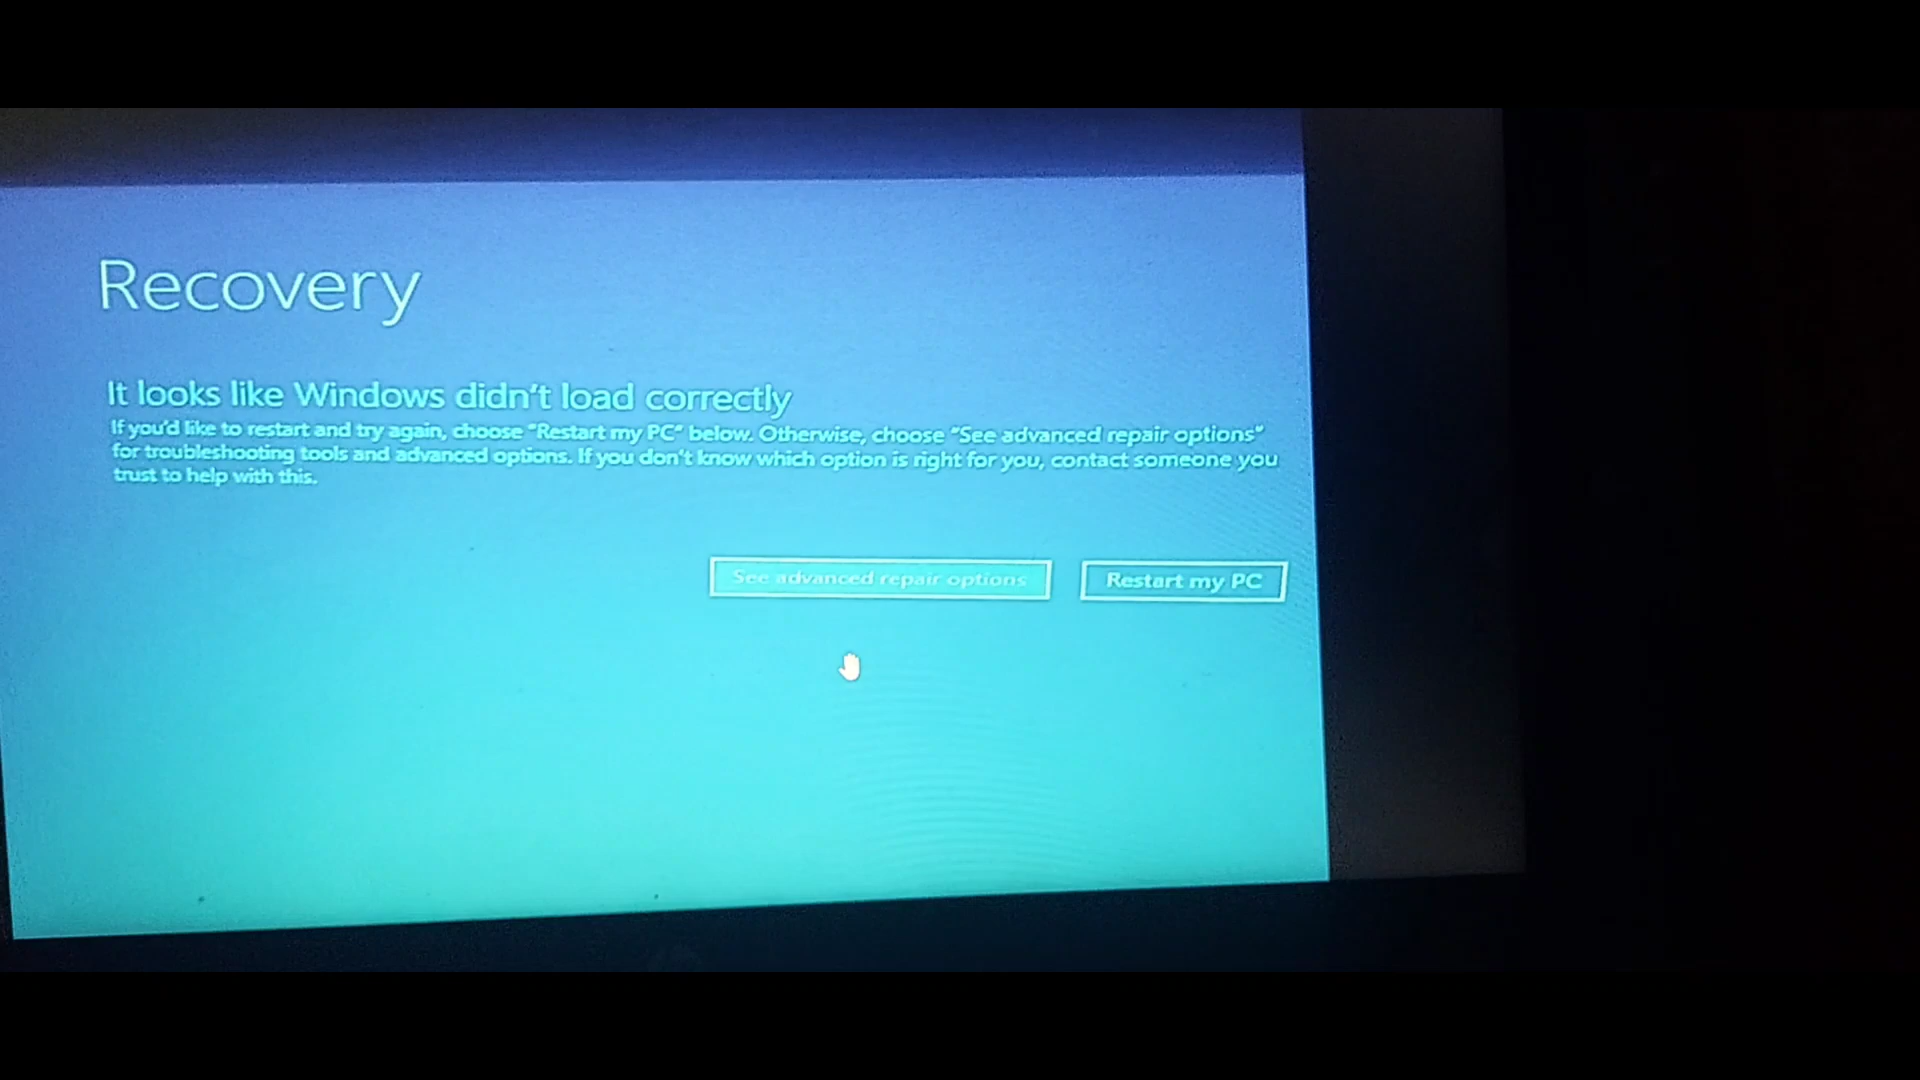 Recovery
It looks like Windows didn't load correctly
If you'd like to restart and try again, choose "Restart my PC" below. Otherwise, choose "See advanced repair options"
for troubleshooting tools and advanced options. If you don't know which option is right for you, contact someone you
trust to help with this.
See advanced repair options
Restart my PC